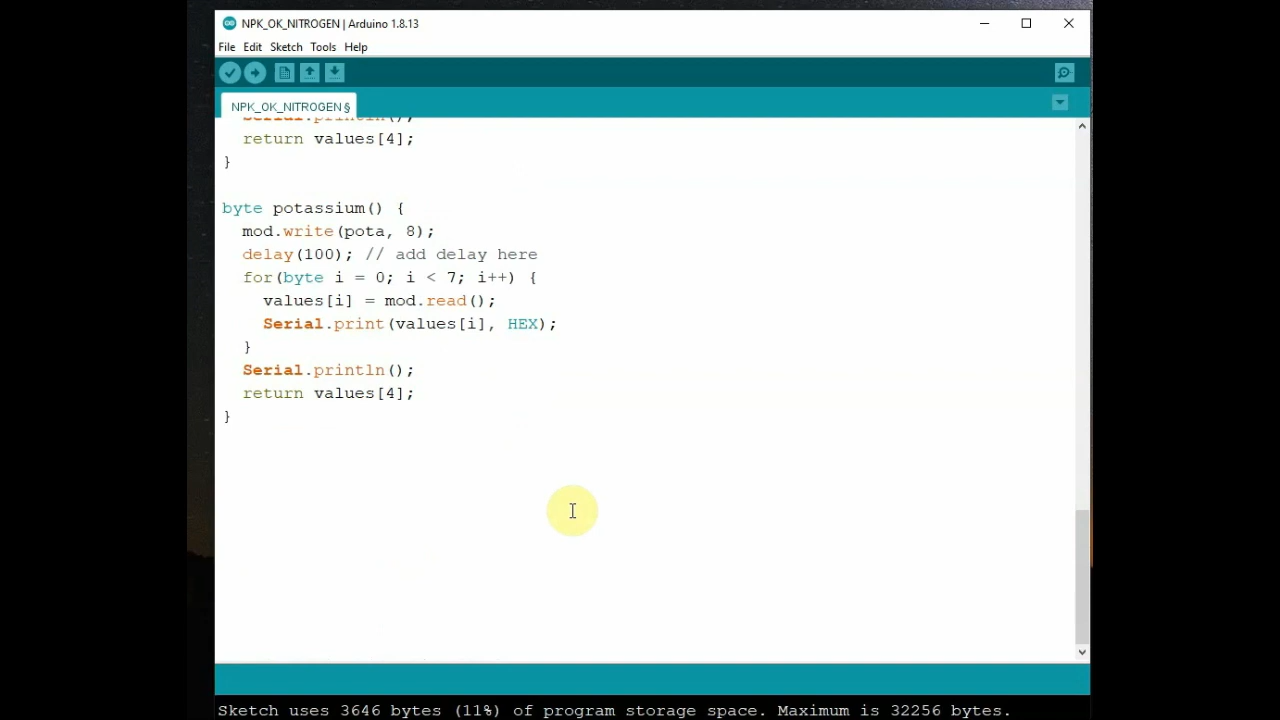 NPK_OK_NITROGEN | Arduino 1.8.13
File Edit Sketch Tools Help
NPK_OK_NITROGEN §
Serial.println();
return values[4];
}
byte potassium() {
mod.write(pota, 8);
delay(100); // add delay here
for(byte i = 0; i < 7; i++) {
values[i] = mod.read();
Serial.print(values[i], HEX);
}
Serial.println();
return values[4];
}
Sketch uses 3646 bytes (11%) of program storage space. Maximum is 32256 bytes.